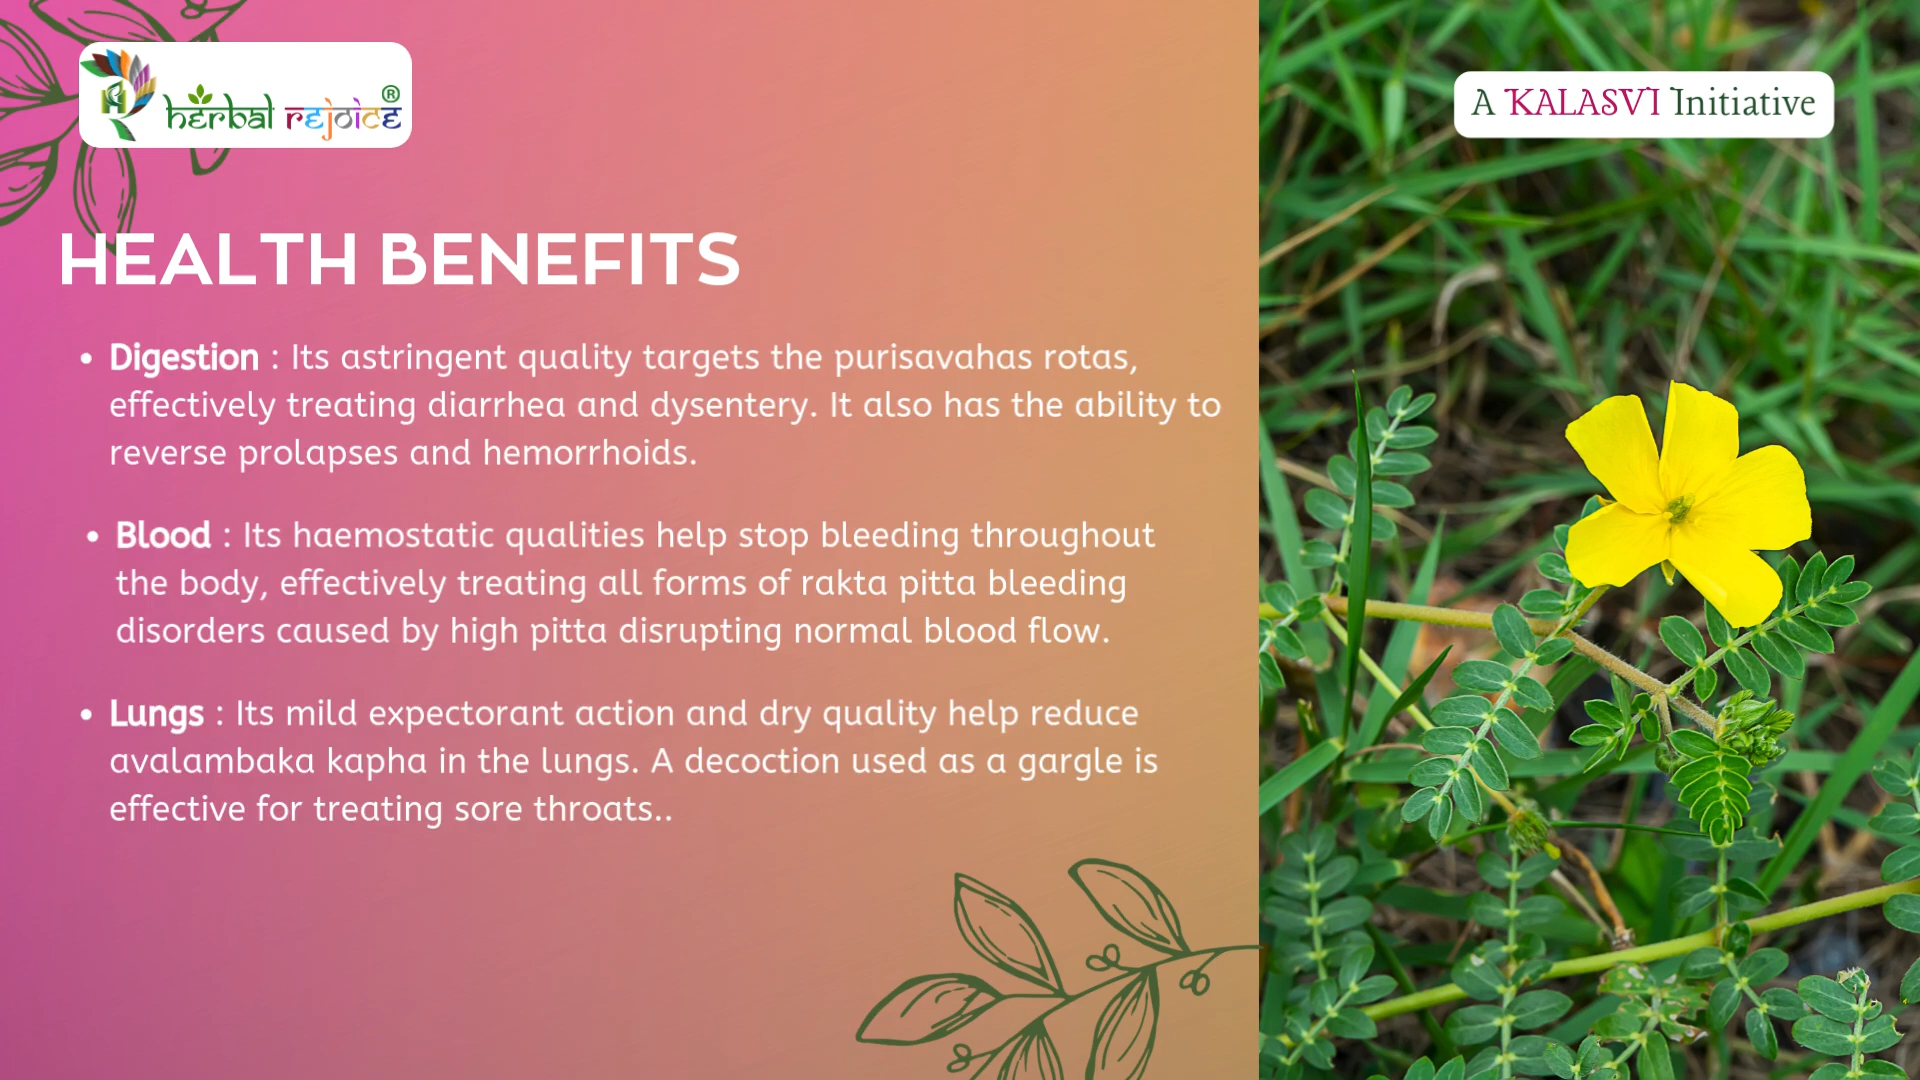 herbal rejoice®
A KALASVI Initiative
HEALTH BENEFITS
• Digestion : Its astringent quality targets the purisavahas rotas,
effectively treating diarrhea and dysentery. It also has the ability to
reverse prolapses and hemorrhoids.
• Blood : Its haemostatic qualities help stop bleeding throughout
the body, effectively treating all forms of rakta pitta bleeding
disorders caused by high pitta disrupting normal blood flow.
• Lungs : Its mild expectorant action and dry quality help reduce
avalambaka kapha in the lungs. A decoction used as a gargle is
effective for treating sore throats..